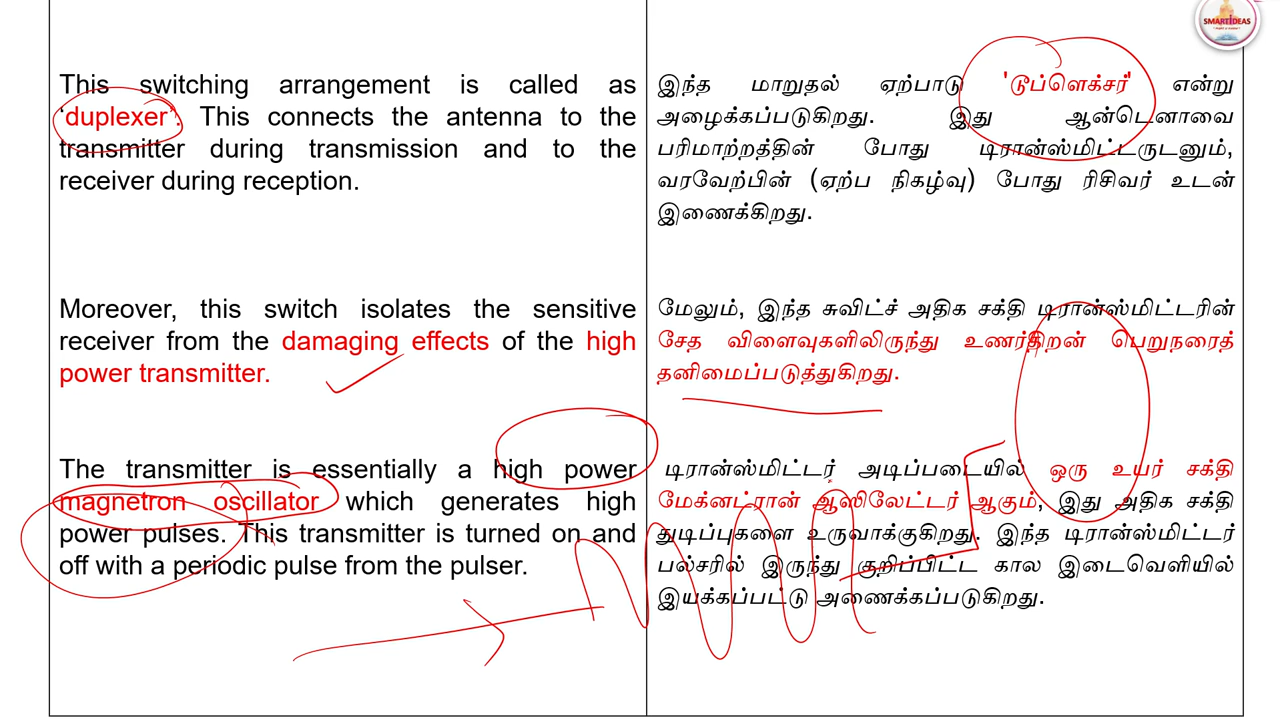 SMARTIDEAS
This switching arrangement is called as
'duplexer'. This connects the antenna to the
transmitter during transmission and to the
receiver during reception.
Moreover, this switch isolates the sensitive
receiver from the damaging effects of the high
power transmitter.
The transmitter is essentially a high power
magnetron oscillator which generates high
power pulses. This transmitter is turned on and
off with a periodic pulse from the pulser.
இந்த மாறுதல் ஏற்பாடு 'டூப்ளெக்சர்' என்று
அழைக்கப்படுகிறது. இது ஆன்டெனாவை
பரிமாற்றத்தின் போது டிரான்ஸ்மிட்டருடனும்,
வரவேற்பின் (ஏற்ப நிகழ்வு) போது ரிசிவர் உடன்
இணைக்கிறது.
மேலும், இந்த சுவிட்ச் அதிக சக்தி டிரான்ஸ்மிட்டரின்
சேத விளைவுகளிலிருந்து உணர்திறன் பெறுநரைத்
தனிமைப்படுத்துகிறது.
டிரான்ஸ்மிட்டர் அடிப்படையில் ஒரு உயர் சக்தி
மேக்னட்ரான் ஆஸிலேட்டர் ஆகும், இது அதிக சக்தி
துடிப்புகளை உருவாக்குகிறது. இந்த டிரான்ஸ்மிட்டர்
பல்சரில் இருந்து குறிப்பிட்ட கால இடைவெளியில்
இயக்கப்பட்டு அணைக்கப்படுகிறது.